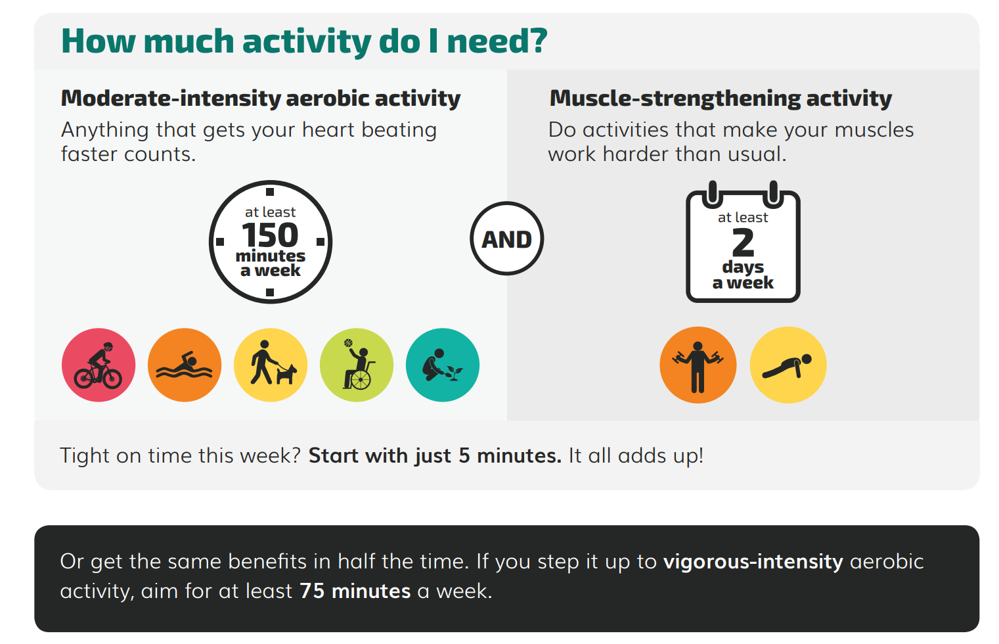 How much activity do I need?
Moderate-intensity aerobic activity
Anything that gets your heart beating
faster counts.
at least
150
minutes
a week
AND
Muscle-strengthening activity
Do activities that make your muscles
work harder than usual.
at least
2
days
a week
Tight on time this week? Start with just 5 minutes. It all adds up!
Or get the same benefits in half the time. If you step it up to vigorous-intensity aerobic
activity, aim for at least 75 minutes a week.